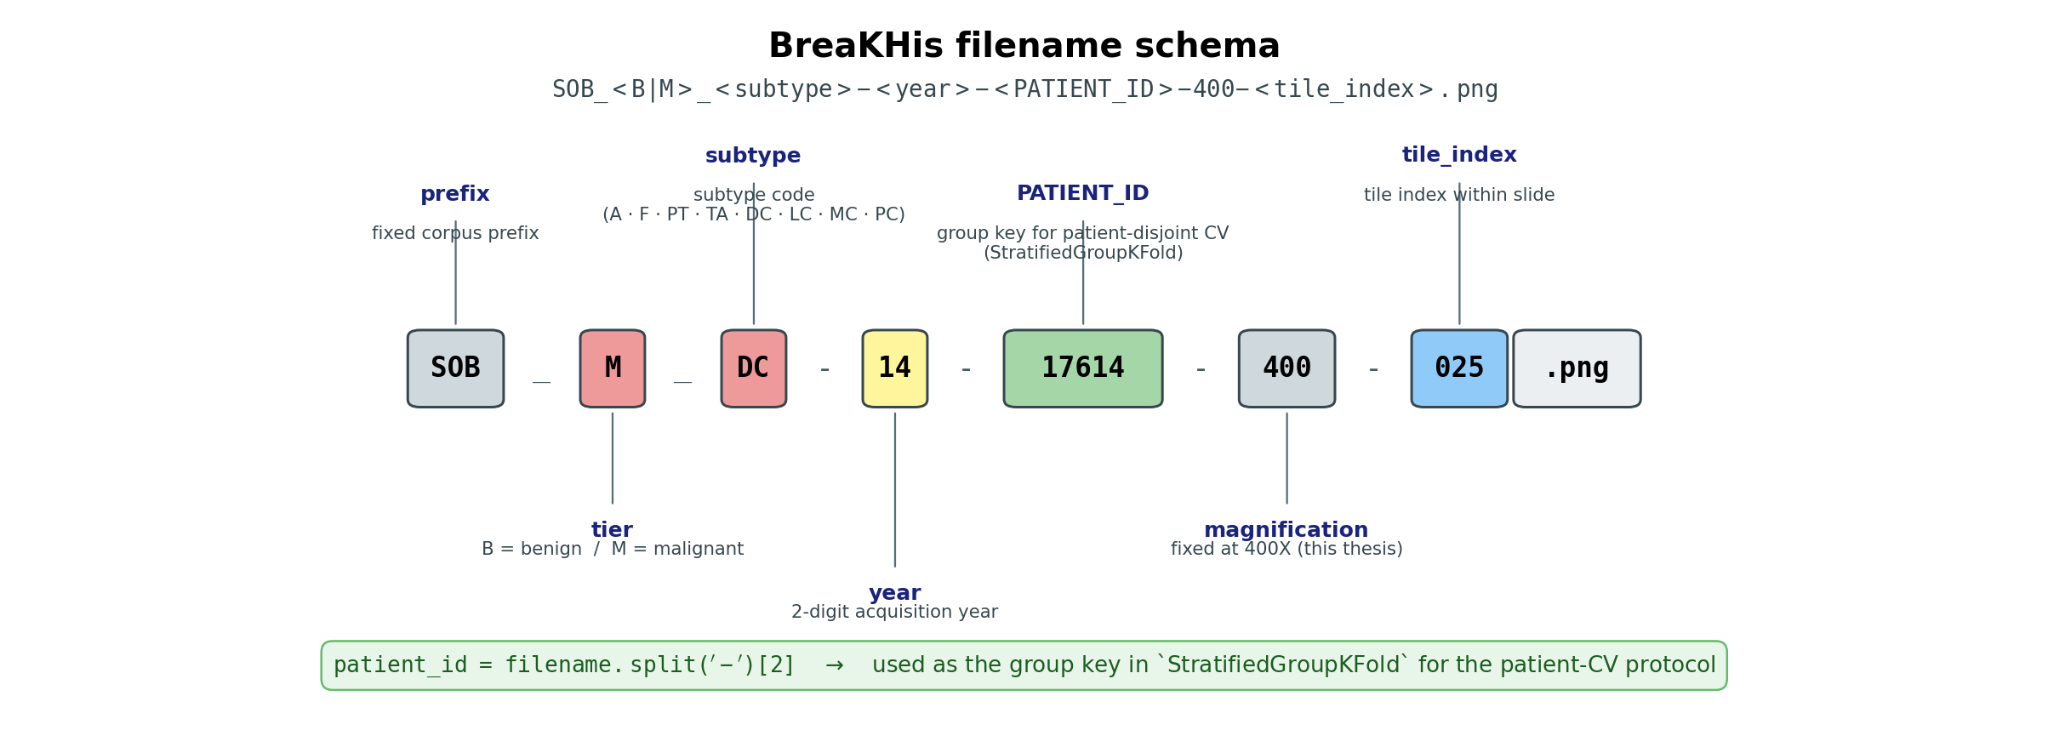 BreaKHis filename schema
SOB_<B|M>_<subtype>−<year>−<PATIENT_ID>−400−<tile_index>.png
subtype
subtype code
(A · F · PT · TA · DC · LC · MC · PC)
tile_index
tile index within slide
prefix
fixed corpus prefix
PATIENT_ID
group key for patient-disjoint CV
(StratifiedGroupKFold)
SOB _ M _ DC - 14 - 17614 - 400 - 025 .png
tier
B = benign / M = malignant
magnification
fixed at 400X (this thesis)
year
2-digit acquisition year
patient_id = filename.split(′−′)[2] → used as the group key in `StratifiedGroupKFold` for the patient-CV protocol